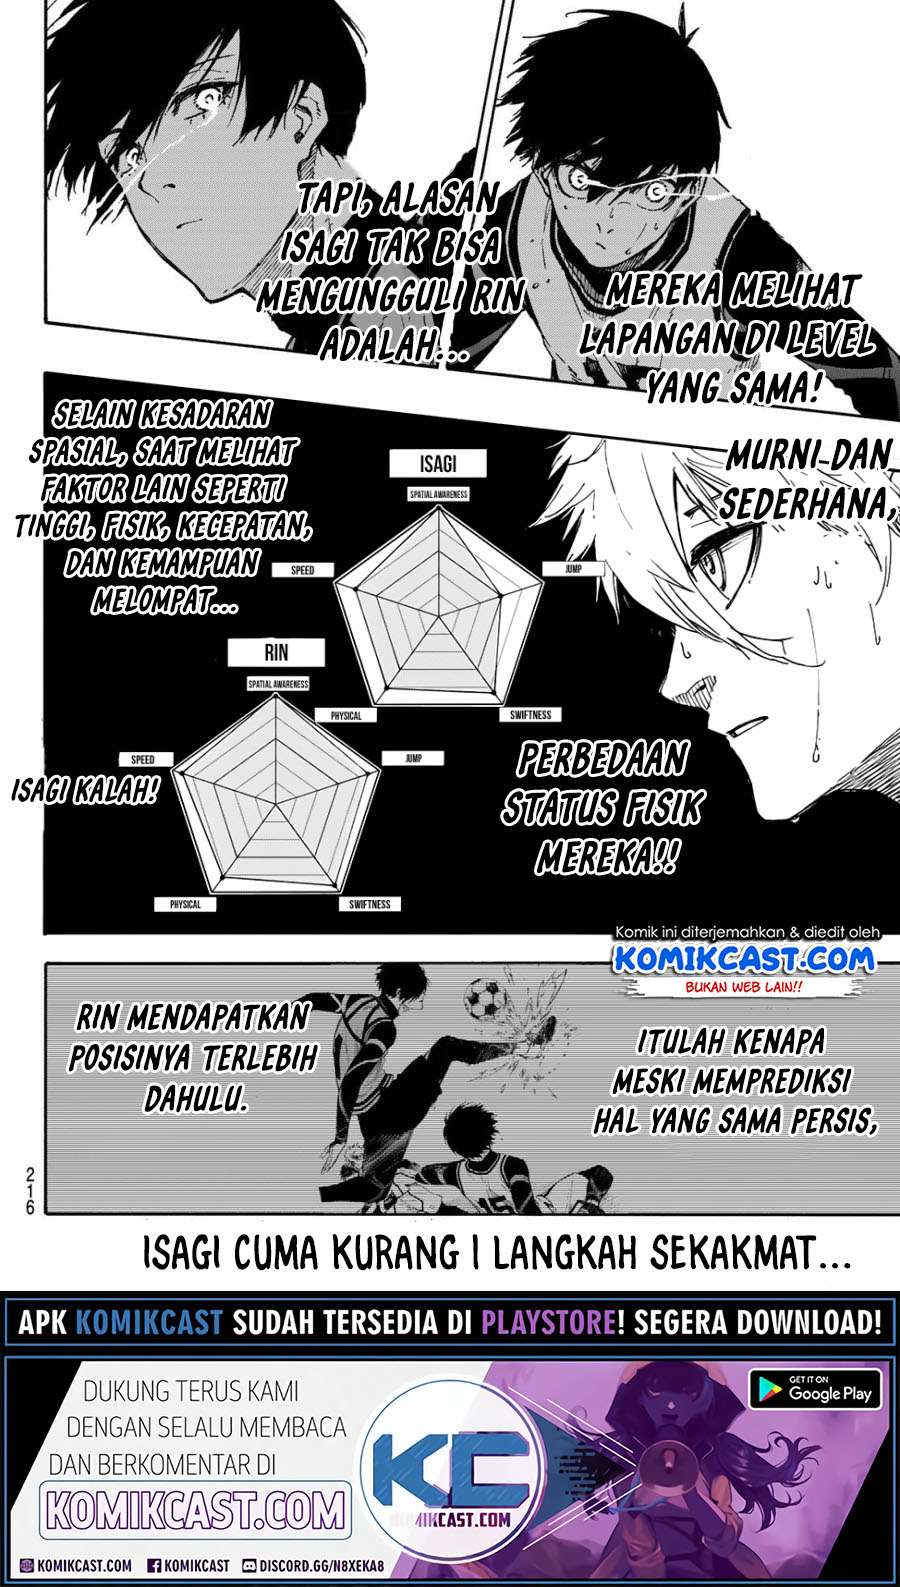 MEREKA MELIHAT
LAPANGAN DI LEVEL
YANG SAMA!
TAPI, ALASAN
ISAGI TAK BISA
MENGUNGGULI RIN
ADALAH...
MURNI DAN
SEDERHANA,
PERBEDAAN
STATUS FISIK
MEREKA!!
SELAIN KESADARAN
SPASIAL, SAAT MELIHAT
FAKTOR LAIN SEPERTI
TINGGI, FISIK, KECEPATAN,
DAN KEMAMPUAN
MELOMPAT...
ISAGI
SPATIAL AWARENESS
SPEED
JUMP
PHYSICAL
SWIFTNESS
RIN
SPATIAL AWARENESS
SPEED
JUMP
PHYSICAL
SWIFTNESS
ISAGI KALAH!
Komik ini diterjemahkan & diedit oleh
KOMIKCAST.COM
BUKAN WEB LAIN!!
ITULAH KENAPA
MESKI MEMPREDIKSI
HAL YANG SAMA PERSIS,
RIN MENDAPATKAN
POSISINYA TERLEBIH
DAHULU.
15
216
ISAGI CUMA KURANG 1 LANGKAH SEKAKMAT...
APK KOMIKCAST SUDAH TERSEDIA DI PLAYSTORE! SEGERA DOWNLOAD!
DUKUNG TERUS KAMI
DENGAN SELALU MEMBACA
DAN BERKOMENTAR DI
KOMIKCAST.COM
KOMIKCAST.COM
KOMIKCAST
DISCORD.GG/N8XEKA8
KC
KOMIKCAST.COM
GET IT ON
Google Play